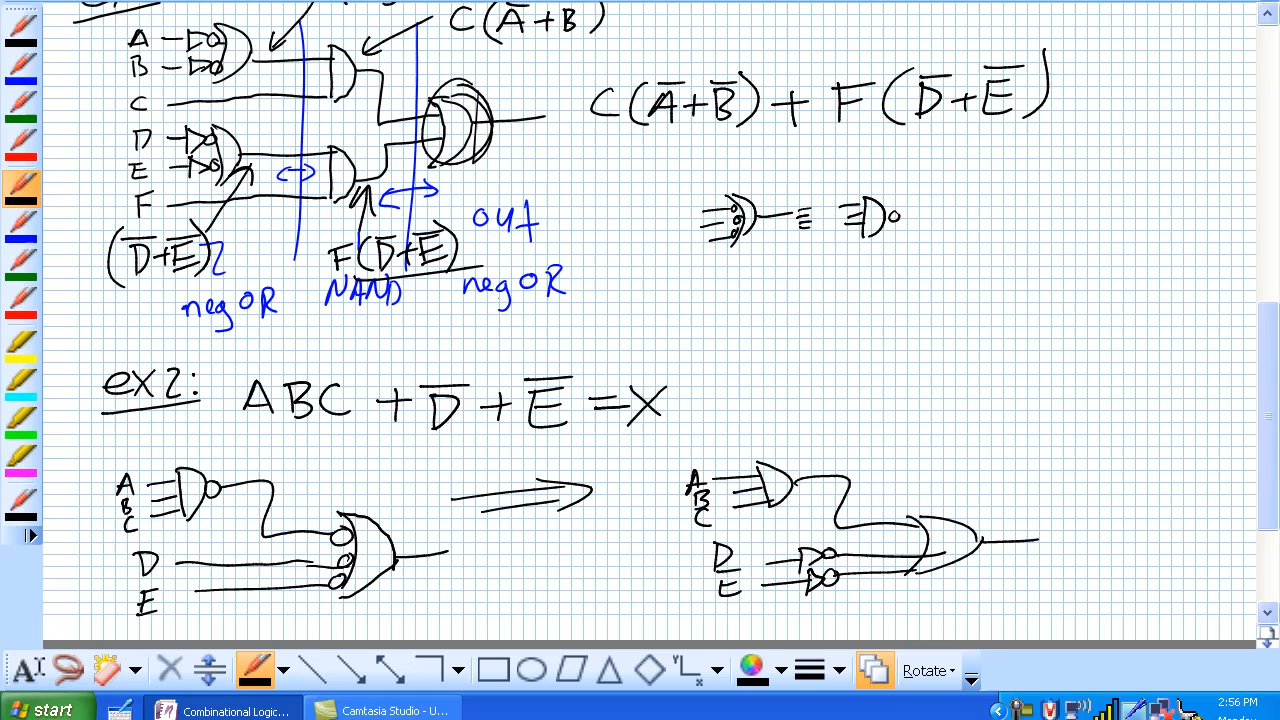 C(A̅+B)
A
B
C
D
E
F
C(A̅+B̅)+F(D̅+E̅)
(D̅+E̅)
F(D̅+E̅)
out
negOR
NAND
negOR
ex2: ABC + D̅ + E̅ = X
A
B
C
D
E
A
B
C
D
E
A
Rotate
start
Combinational Logic...
Camtasia Studio - U...
2:56 PM